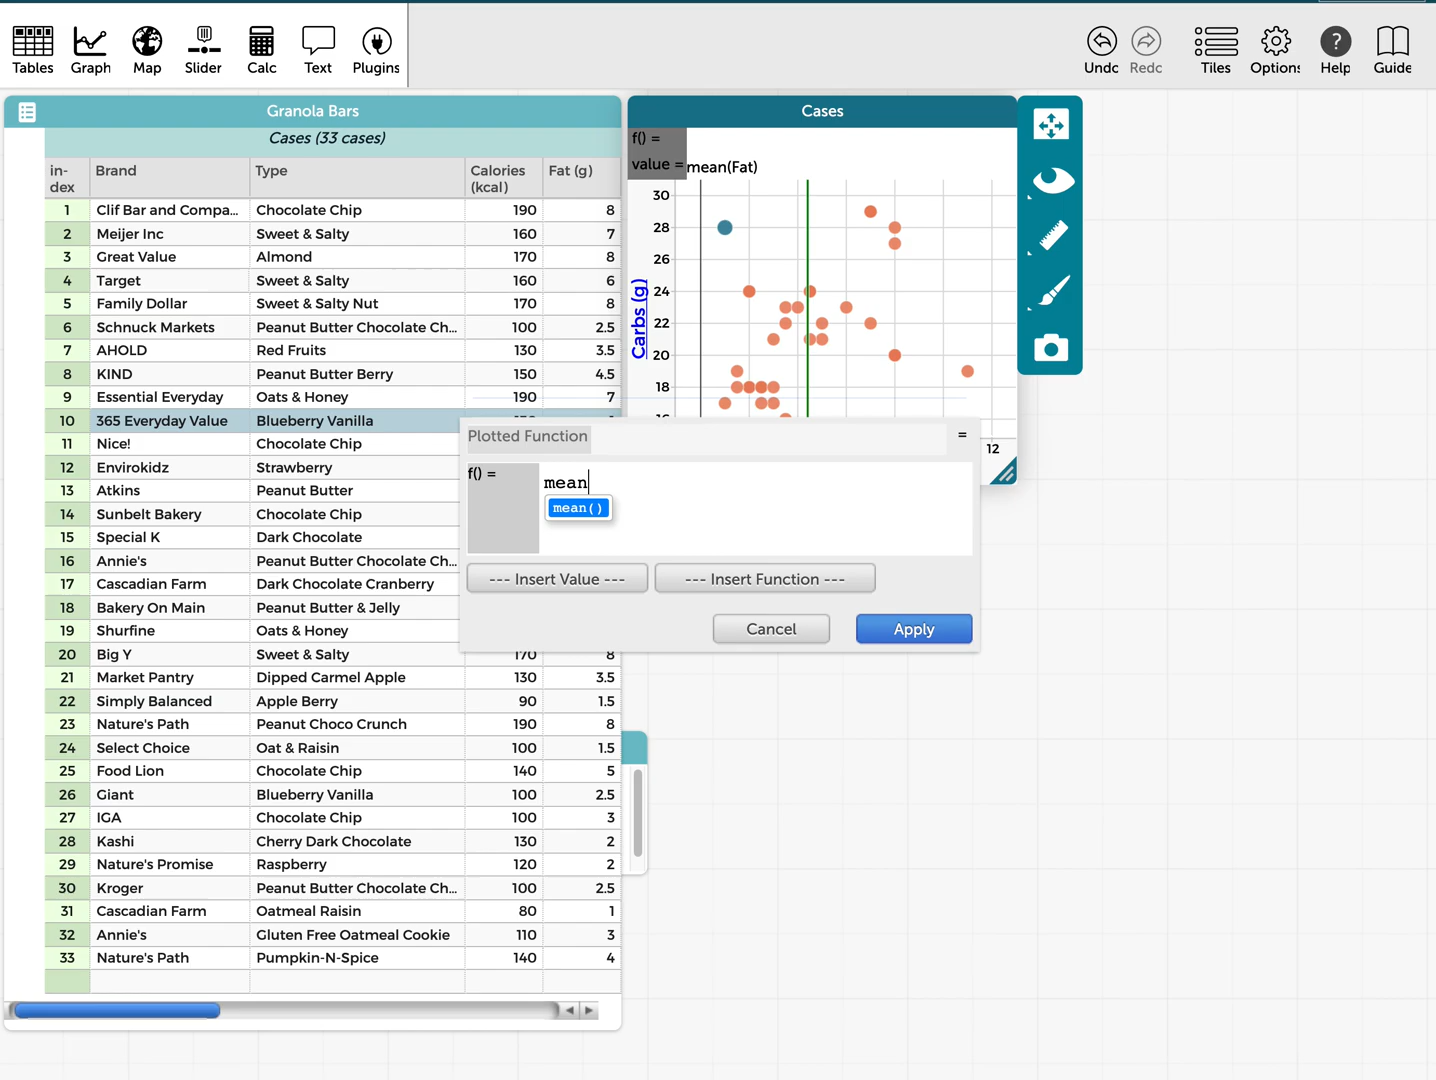 Tables Graph Map Slider Calc Text Plugins
Undo Redo Tiles Options Help Guide
Granola Bars
Cases (33 cases)
in-
dex Brand Type Calories
(kcal) Fat (g)
1 Clif Bar and Compa... Chocolate Chip 190 8
2 Meijer Inc Sweet & Salty 160 7
3 Great Value Almond 170 8
4 Target Sweet & Salty 160 6
5 Family Dollar Sweet & Salty Nut 170 8
6 Schnuck Markets Peanut Butter Chocolate Ch... 100 2.5
7 AHOLD Red Fruits 130 3.5
8 KIND Peanut Butter Berry 150 4.5
9 Essential Everyday Oats & Honey 190 7
10 365 Everyday Value Blueberry Vanilla
11 Nice! Chocolate Chip
12 Envirokidz Strawberry
13 Atkins Peanut Butter
14 Sunbelt Bakery Chocolate Chip
15 Special K Dark Chocolate
16 Annie's Peanut Butter Chocolate Ch...
17 Cascadian Farm Dark Chocolate Cranberry
18 Bakery On Main Peanut Butter & Jelly
19 Shurfine Oats & Honey
20 Big Y Sweet & Salty 170 8
21 Market Pantry Dipped Carmel Apple 130 3.5
22 Simply Balanced Apple Berry 90 1.5
23 Nature's Path Peanut Choco Crunch 190 8
24 Select Choice Oat & Raisin 100 1.5
25 Food Lion Chocolate Chip 140 5
26 Giant Blueberry Vanilla 100 2.5
27 IGA Chocolate Chip 100 3
28 Kashi Cherry Dark Chocolate 130 2
29 Nature's Promise Raspberry 120 2
30 Kroger Peanut Butter Chocolate Ch... 100 2.5
31 Cascadian Farm Oatmeal Raisin 80 1
32 Annie's Gluten Free Oatmeal Cookie 110 3
33 Nature's Path Pumpkin-N-Spice 140 4
Cases
f() =
value = mean(Fat)
30
28
26
24
22
20
18
Carbs (g)
12
Plotted Function =
f() = mean
mean()
--- Insert Value --- --- Insert Function ---
Cancel Apply